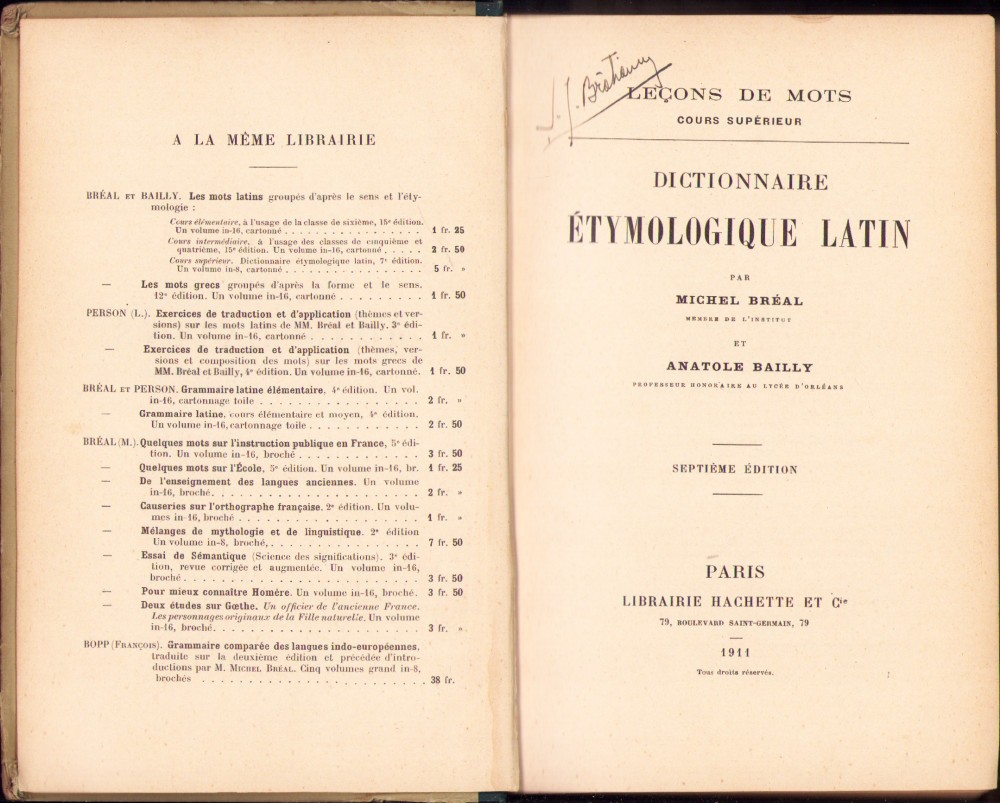 A LA MÊME LIBRAIRIE
BRÉAL ET BAILLY. Les mots latins groupés d'après le sens et l'éty-
mologie :
Cours élémentaire, à l'usage de la classe de sixième, 15e édition.
Un volume in-16, cartonné . . . . . . . . . . . . . . . . . 1 fr. 25
Cours intermédiaire, à l'usage des classes de cinquième et
quatrième, 15e édition. Un volume in-16, cartonné . . . . . 2 fr. 50
Cours supérieur. Dictionnaire étymologique latin, 7e édition.
Un volume in-8, cartonné . . . . . . . . . . . . . . . . . 5 fr. »
— Les mots grecs groupés d'après la forme et le sens.
12e édition. Un volume in-16, cartonné . . . . . . . . . 1 fr. 50
PERSON (L.). Exercices de traduction et d'application (thèmes et ver-
sions) sur les mots latins de MM. Bréal et Bailly. 3e édi-
tion. Un volume in-16, cartonné . . . . . . . . . . . . 1 fr. »
— Exercices de traduction et d'application (thèmes, ver-
sions et composition des mots) sur les mots grecs de
MM. Bréal et Bailly, 4e édition. Un volume in-16, cartonné. 1 fr. 50
BRÉAL ET PERSON. Grammaire latine élémentaire. 4e édition. Un vol.
in-16, cartonnage toile . . . . . . . . . . . . . . . . . 2 fr. »
— Grammaire latine, cours élémentaire et moyen, 4e édition.
Un volume in-16, cartonnage toile . . . . . . . . . . . . 2 fr. 50
BRÉAL (M.). Quelques mots sur l'instruction publique en France, 5e édi-
tion. Un volume in-16, broché . . . . . . . . . . . . . 3 fr. 50
— Quelques mots sur l'École, 5e édition. Un volume in-16, br. 1 fr. 25
— De l'enseignement des langues anciennes. Un volume
in-16, broché. . . . . . . . . . . . . . . . . . . . . . 2 fr. »
— Causeries sur l'orthographe française. 2e édition. Un volu-
mes in-16, broché . . . . . . . . . . . . . . . . . . . 1 fr. »
— Mélanges de mythologie et de linguistique. 2e édition
Un volume in-8, broché. . . . . . . . . . . . . . . . . 7 fr. 50
— Essai de Sémantique (Science des significations). 3e édi-
tion, revue corrigée et augmentée. Un volume in-16,
broché . . . . . . . . . . . . . . . . . . . . . . . . . 3 fr. 50
— Pour mieux connaître Homère. Un volume in-16, broché. 3 fr. 50
— Deux études sur Gœthe. Un officier de l'ancienne France.
Les personnages originaux de la Fille naturelle. Un volume
in-16, broché. . . . . . . . . . . . . . . . . . . . . . 3 fr. »
BOPP (FRANÇOIS). Grammaire comparée des langues indo-européennes,
traduite sur la deuxième édition et précédée d'intro-
ductions par M. MICHEL BRÉAL. Cinq volumes grand in-8,
brochés . . . . . . . . . . . . . . . . . . . . . . . . 38 fr.
LEÇONS DE MOTS
COURS SUPÉRIEUR
DICTIONNAIRE
ÉTYMOLOGIQUE LATIN
PAR
MICHEL BRÉAL
MEMBRE DE L'INSTITUT
ET
ANATOLE BAILLY
PROFESSEUR HONORAIRE AU LYCÉE D'ORLÉANS
SEPTIÈME ÉDITION
PARIS
LIBRAIRIE HACHETTE ET Cie
79, BOULEVARD SAINT-GERMAIN, 79
1911
Tous droits réservés.